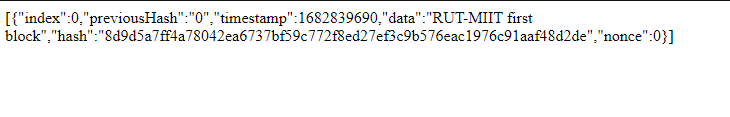 [{"index":0,"previousHash":"0","timestamp":1682839690,"data":"RUT-MIIT first
block","hash":"8d9d5a7ff4a78042ea6737bf59c772f8ed27ef3c9b576eac1976c91aaf48d2de","nonce":0}]